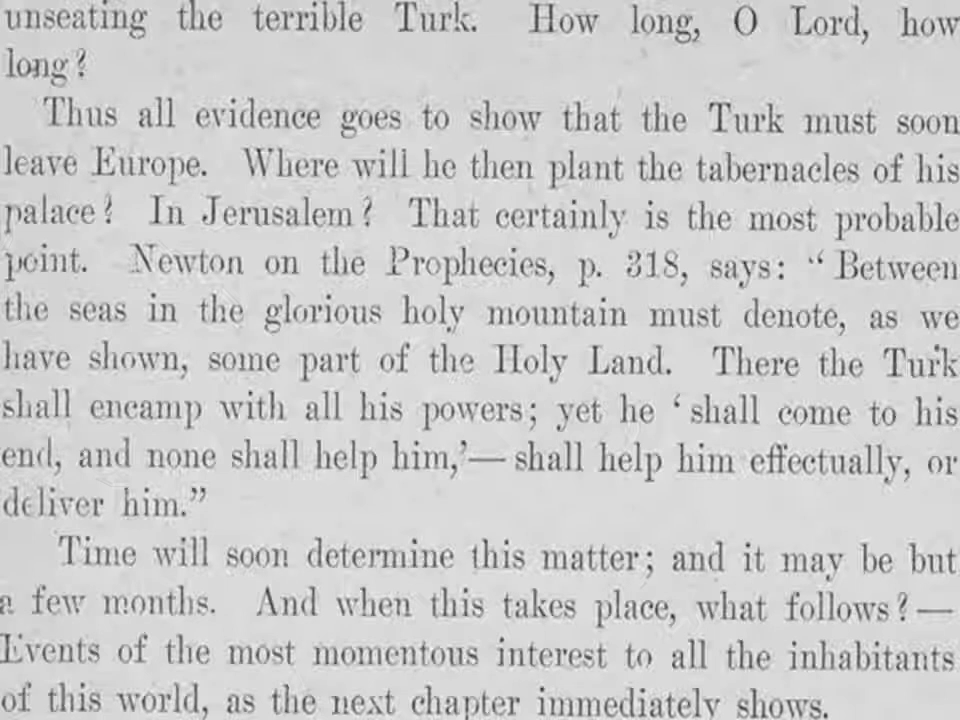 unseating the terrible Turk. How long, O Lord, how
long?
Thus all evidence goes to show that the Turk must soon
leave Europe. Where will he then plant the tabernacles of his
palace? In Jerusalem? That certainly is the most probable
point. Newton on the Prophecies, p. 318, says: “Between
the seas in the glorious holy mountain must denote, as we
have shown, some part of the Holy Land. There the Turk
shall encamp with all his powers; yet he ‘shall come to his
end, and none shall help him,’—shall help him effectually, or
deliver him.”
Time will soon determine this matter; and it may be but
a few months. And when this takes place, what follows?—
Events of the most momentous interest to all the inhabitants
of this world, as the next chapter immediately shows.